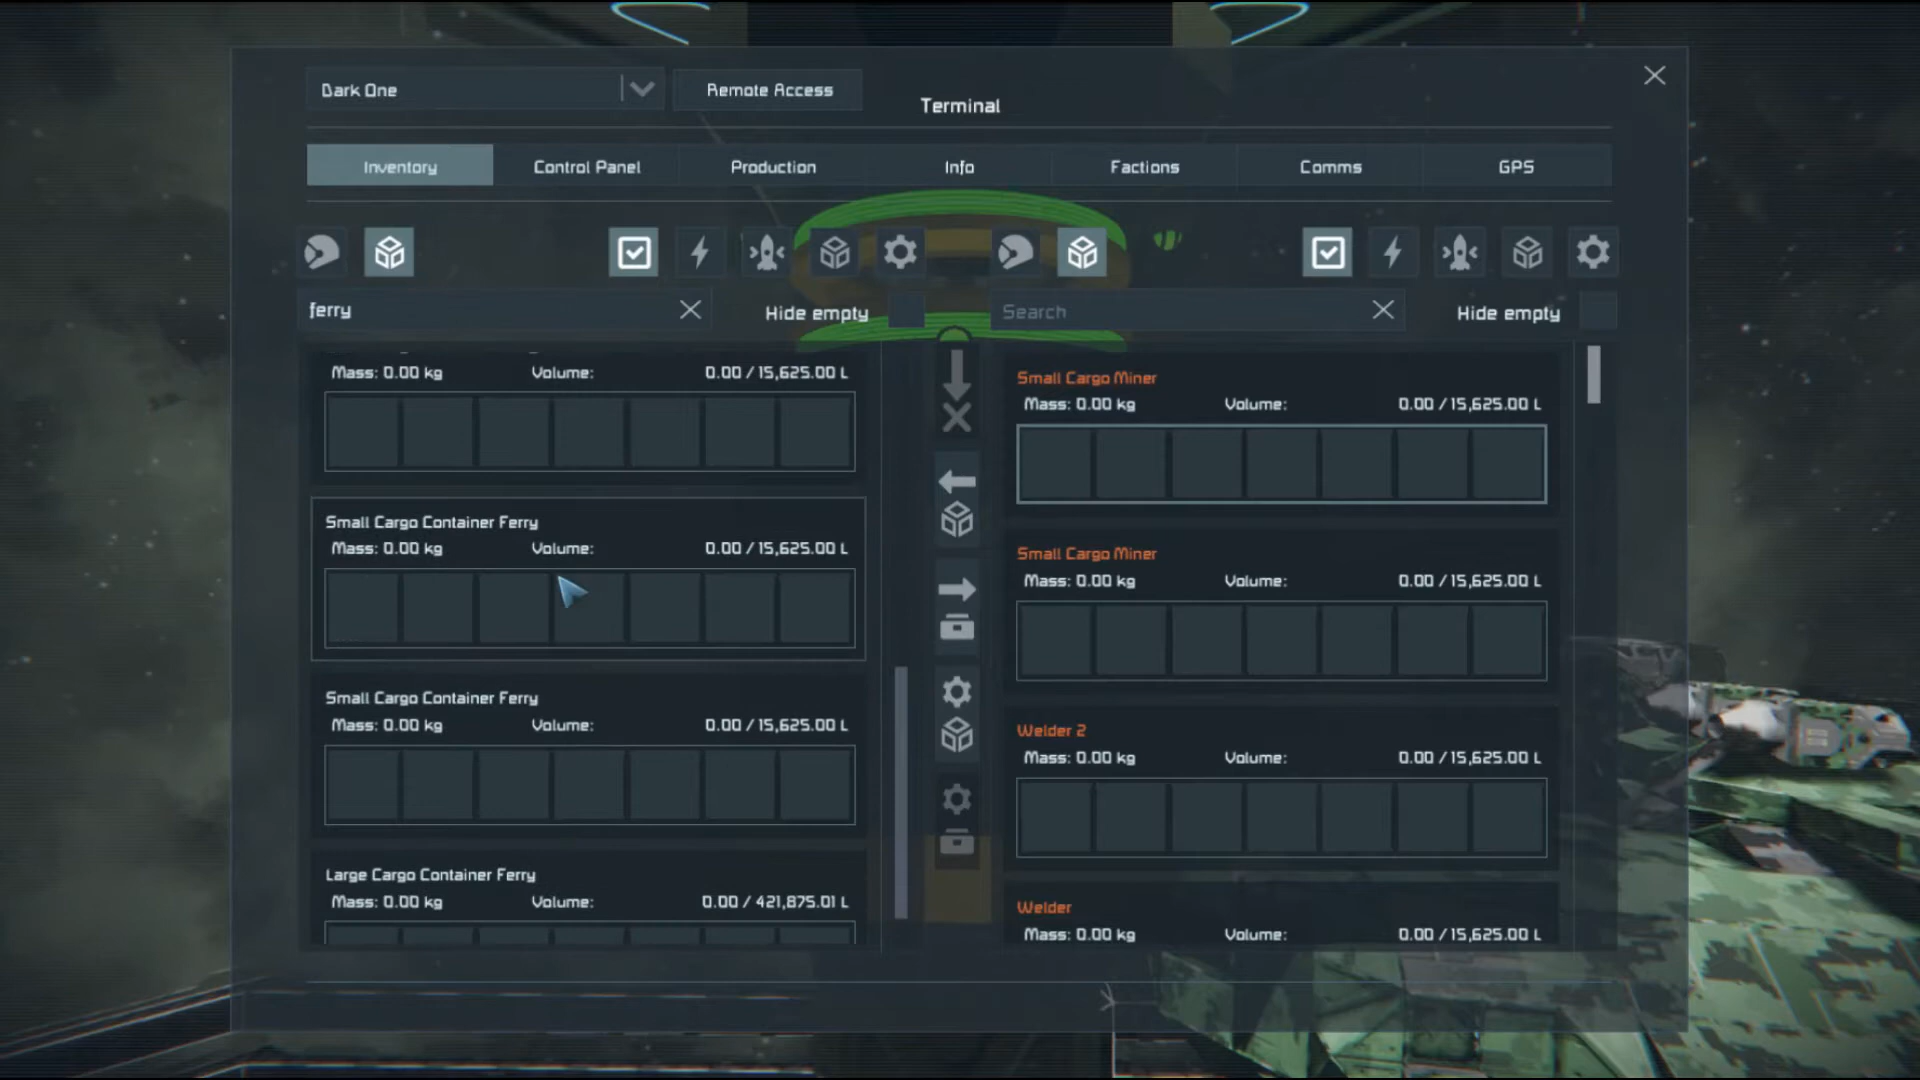 Dark One
Remote Access
Terminal
Inventory
Control Panel
Production
Info
Factions
Comms
GPS
ferry
Hide empty
Search
Hide empty
Mass: 0.00 kg Volume: 0.00 / 15,625.00 L
Small Cargo Container Ferry
Mass: 0.00 kg Volume: 0.00 / 15,625.00 L
Small Cargo Container Ferry
Mass: 0.00 kg Volume: 0.00 / 15,625.00 L
Large Cargo Container Ferry
Mass: 0.00 kg Volume: 0.00 / 421,875.01 L
Small Cargo Miner
Mass: 0.00 kg Volume: 0.00 / 15,625.00 L
Small Cargo Miner
Mass: 0.00 kg Volume: 0.00 / 15,625.00 L
Welder 2
Mass: 0.00 kg Volume: 0.00 / 15,625.00 L
Welder
Mass: 0.00 kg Volume: 0.00 / 15,625.00 L